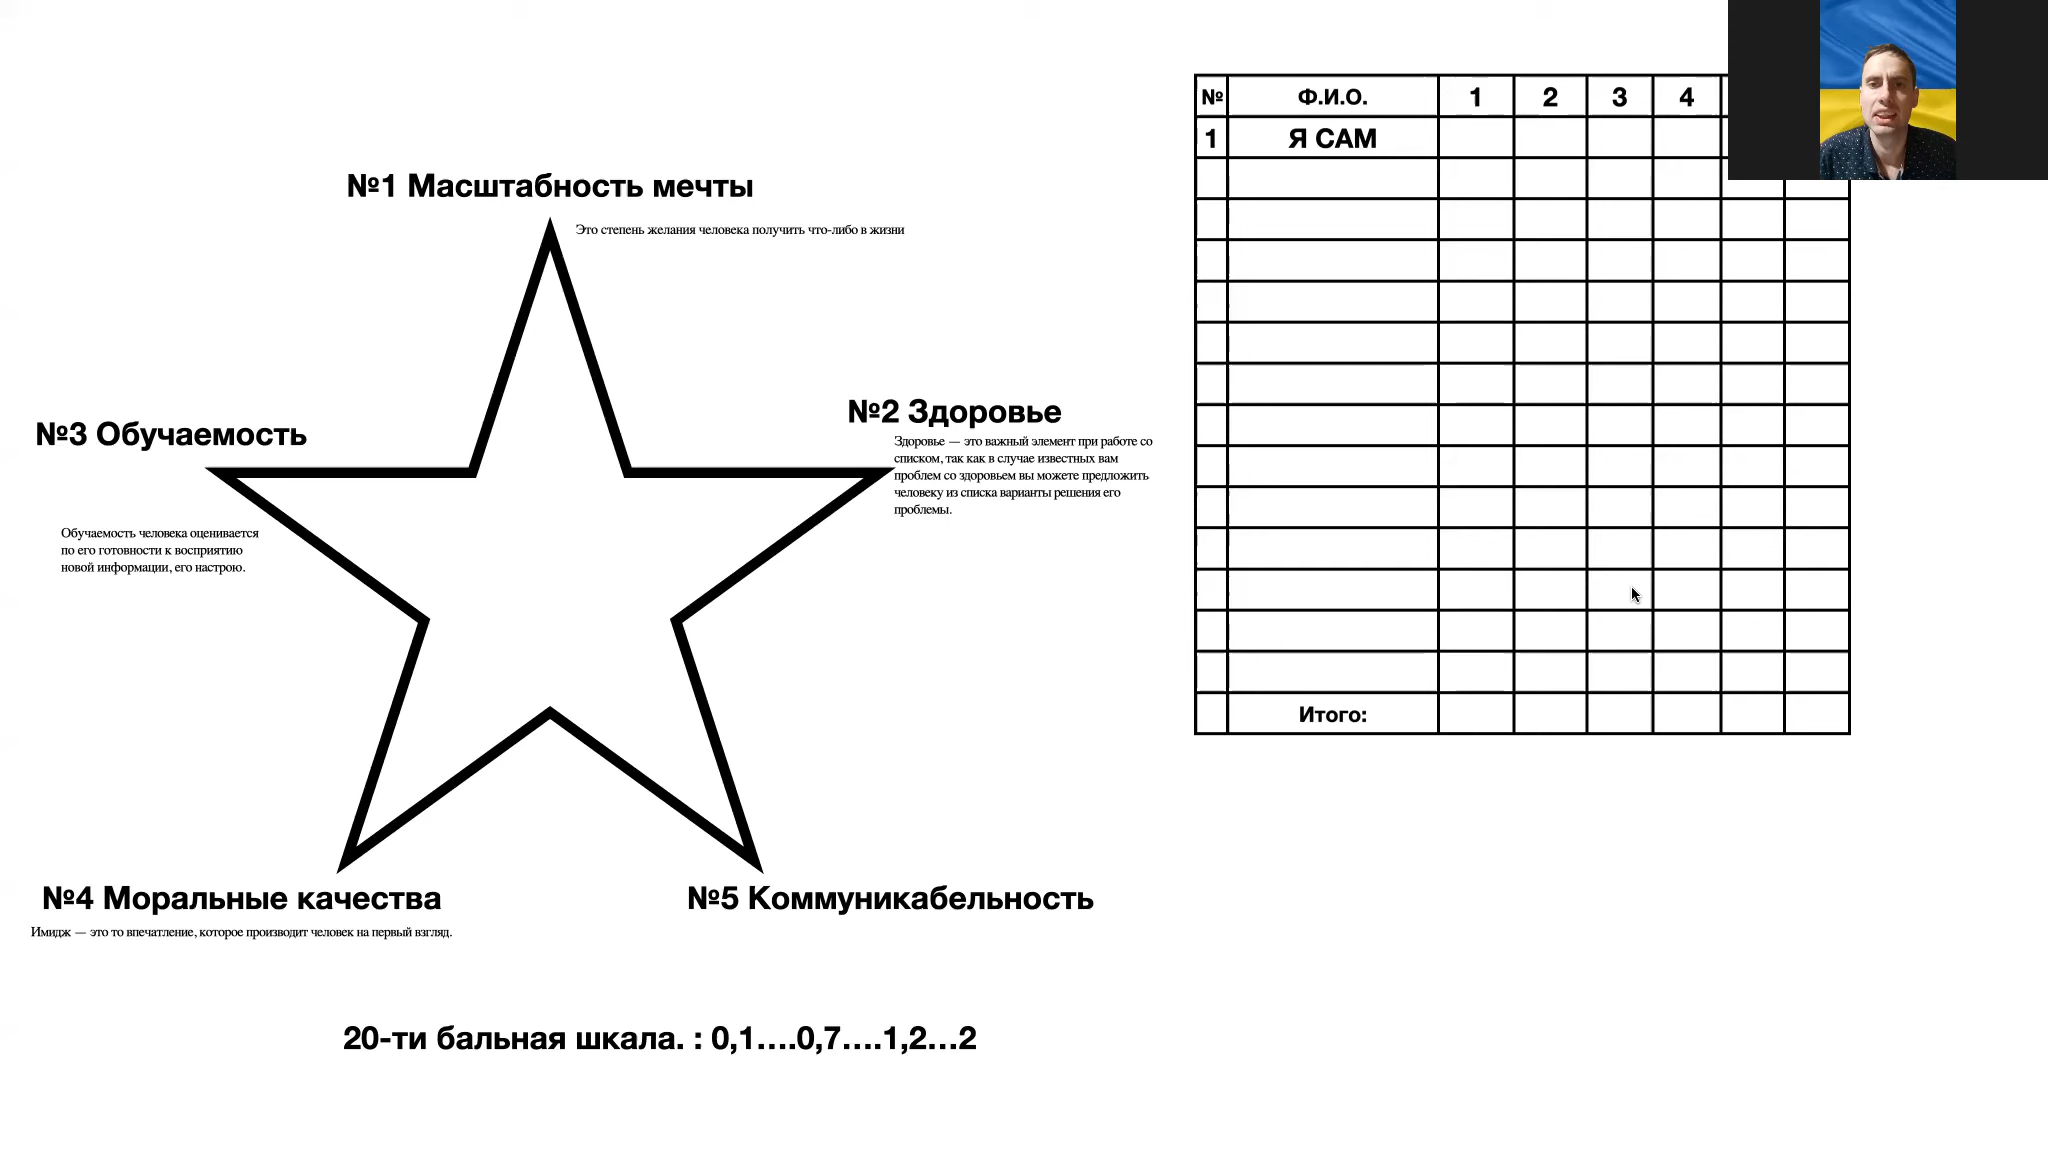 №1 Масштабность мечты
Это степень желания человека получить что-либо в жизни
№2 Здоровье
Здоровье — это важный элемент при работе со
списком, так как в случае известных вам
проблем со здоровьем вы можете предложить
человеку из списка варианты решения его
проблемы.
№3 Обучаемость
Обучаемость человека оценивается
по его готовности к восприятию
новой информации, его настрою.
№4 Моральные качества
Имидж — это то впечатление, которое производит человек на первый взгляд.
№5 Коммуникабельность
20-ти бальная шкала. : 0,1....0,7....1,2...2
№ Ф.И.О. 1 2 3 4
1 Я САМ
Итого: